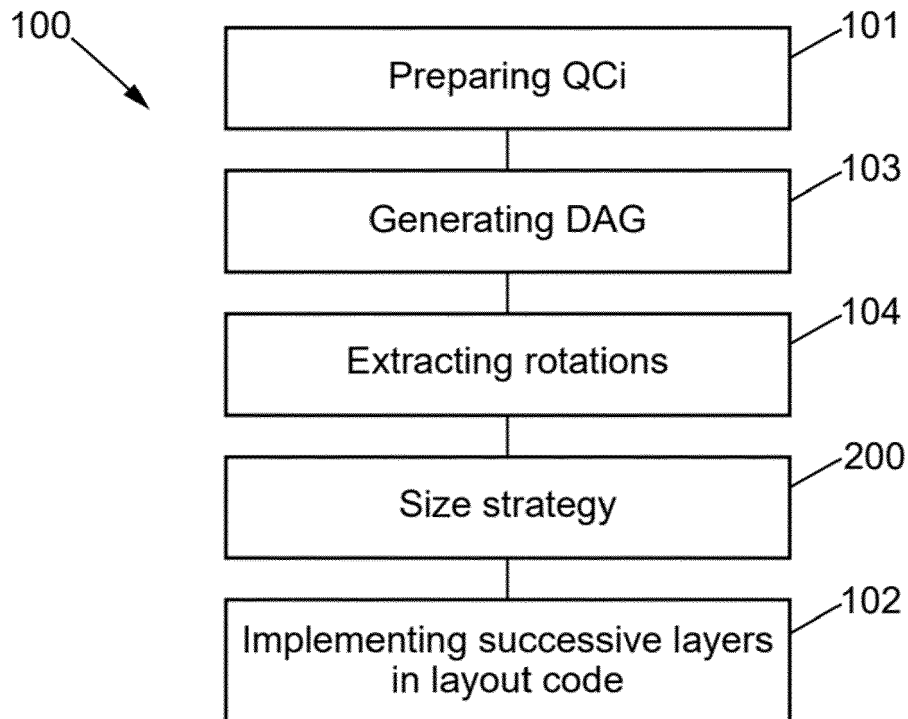 100
101
Preparing QCi
103
Generating DAG
104
Extracting rotations
200
Size strategy
102
Implementing successive layers
in layout code